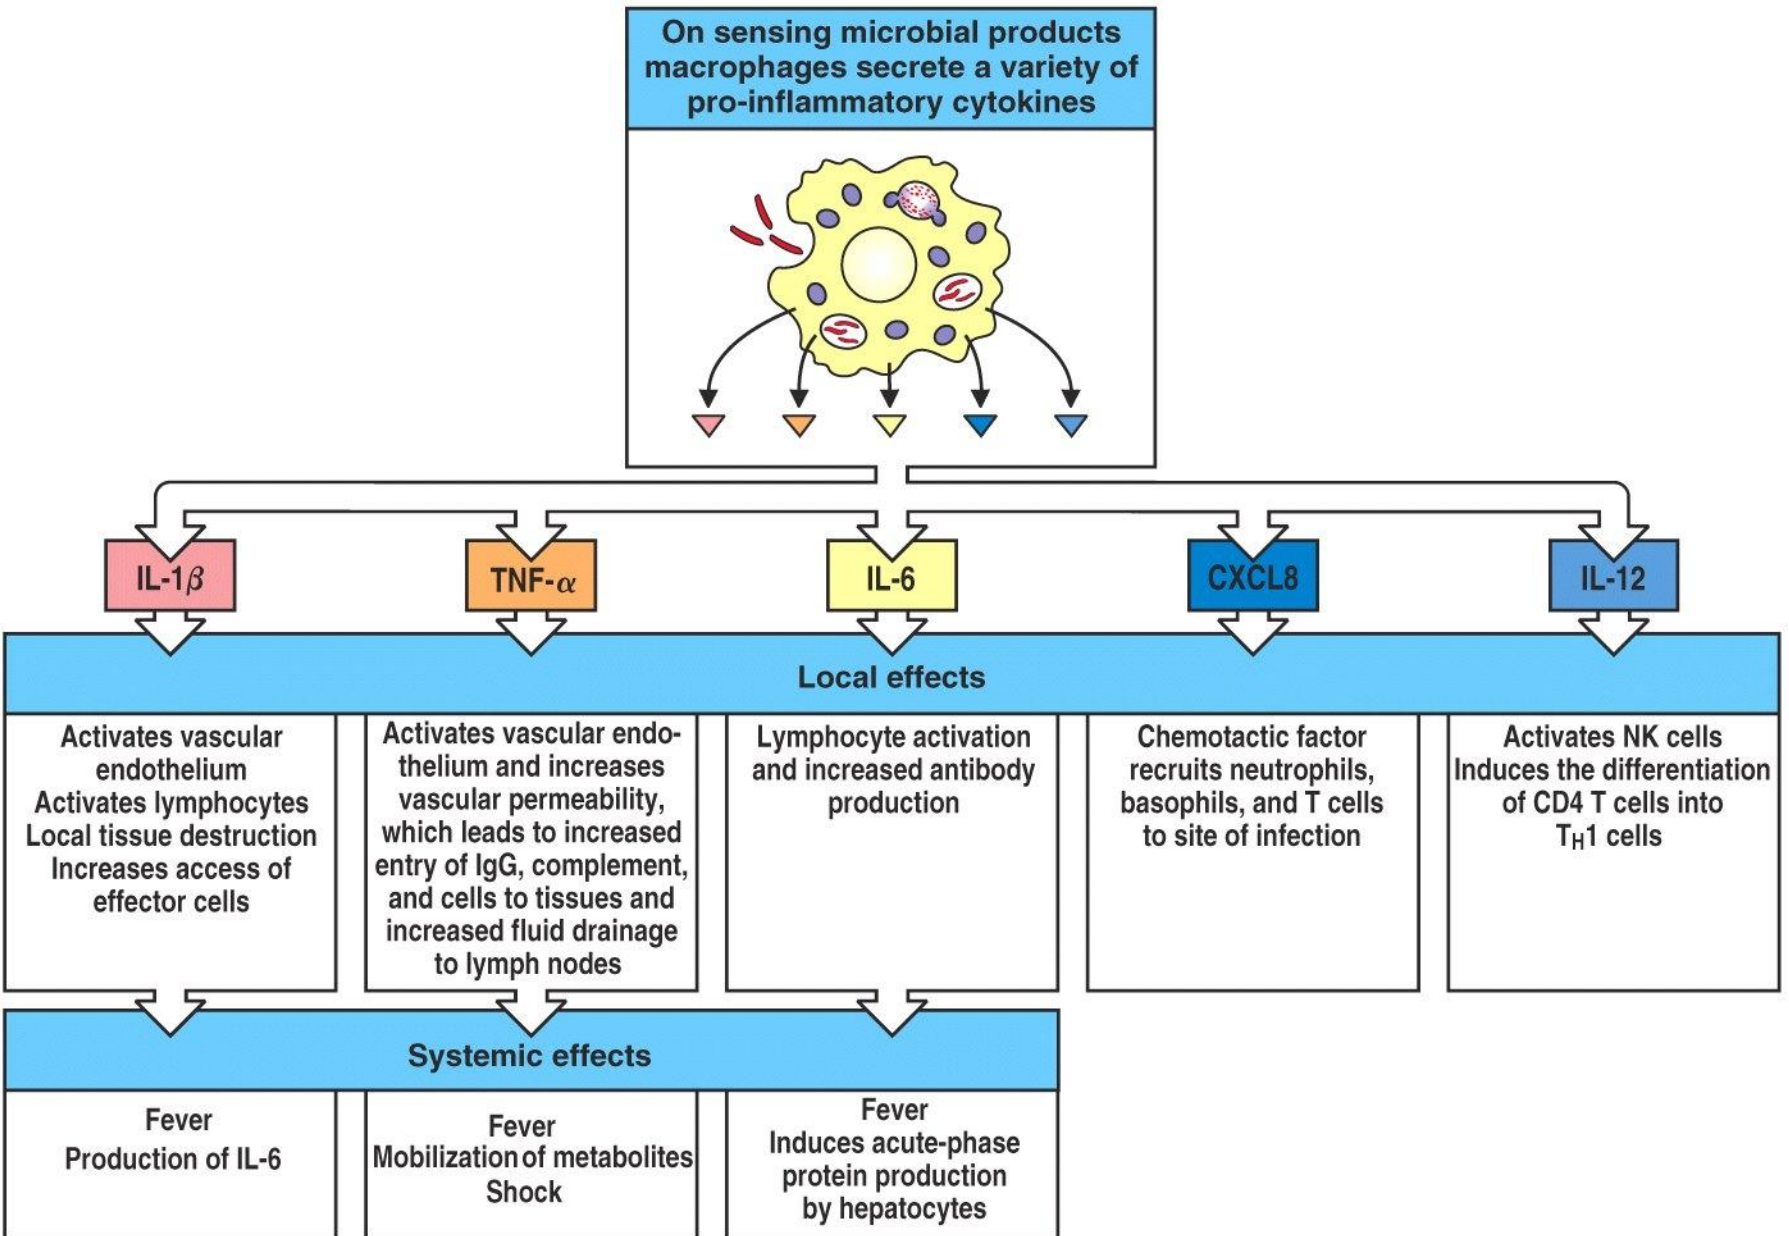 On sensing microbial products
macrophages secrete a variety of
pro-inflammatory cytokines
IL-1β
TNF-α
IL-6
CXCL8
IL-12
Local effects
Activates vascular
endothelium
Activates lymphocytes
Local tissue destruction
Increases access of
effector cells
Activates vascular endo-
thelium and increases
vascular permeability,
which leads to increased
entry of IgG, complement,
and cells to tissues and
increased fluid drainage
to lymph nodes
Lymphocyte activation
and increased antibody
production
Chemotactic factor
recruits neutrophils,
basophils, and T cells
to site of infection
Activates NK cells
Induces the differentiation
of CD4 T cells into
TH1 cells
Systemic effects
Fever
Production of IL-6
Fever
Mobilization of metabolites
Shock
Fever
Induces acute-phase
protein production
by hepatocytes